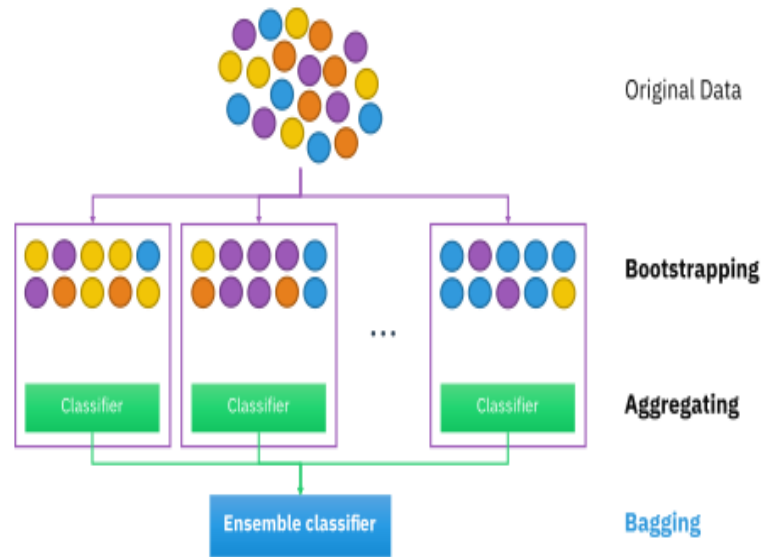 Original Data
Bootstrapping
...
Classifier
Classifier
Classifier
Aggregating
Ensemble classifier
Bagging